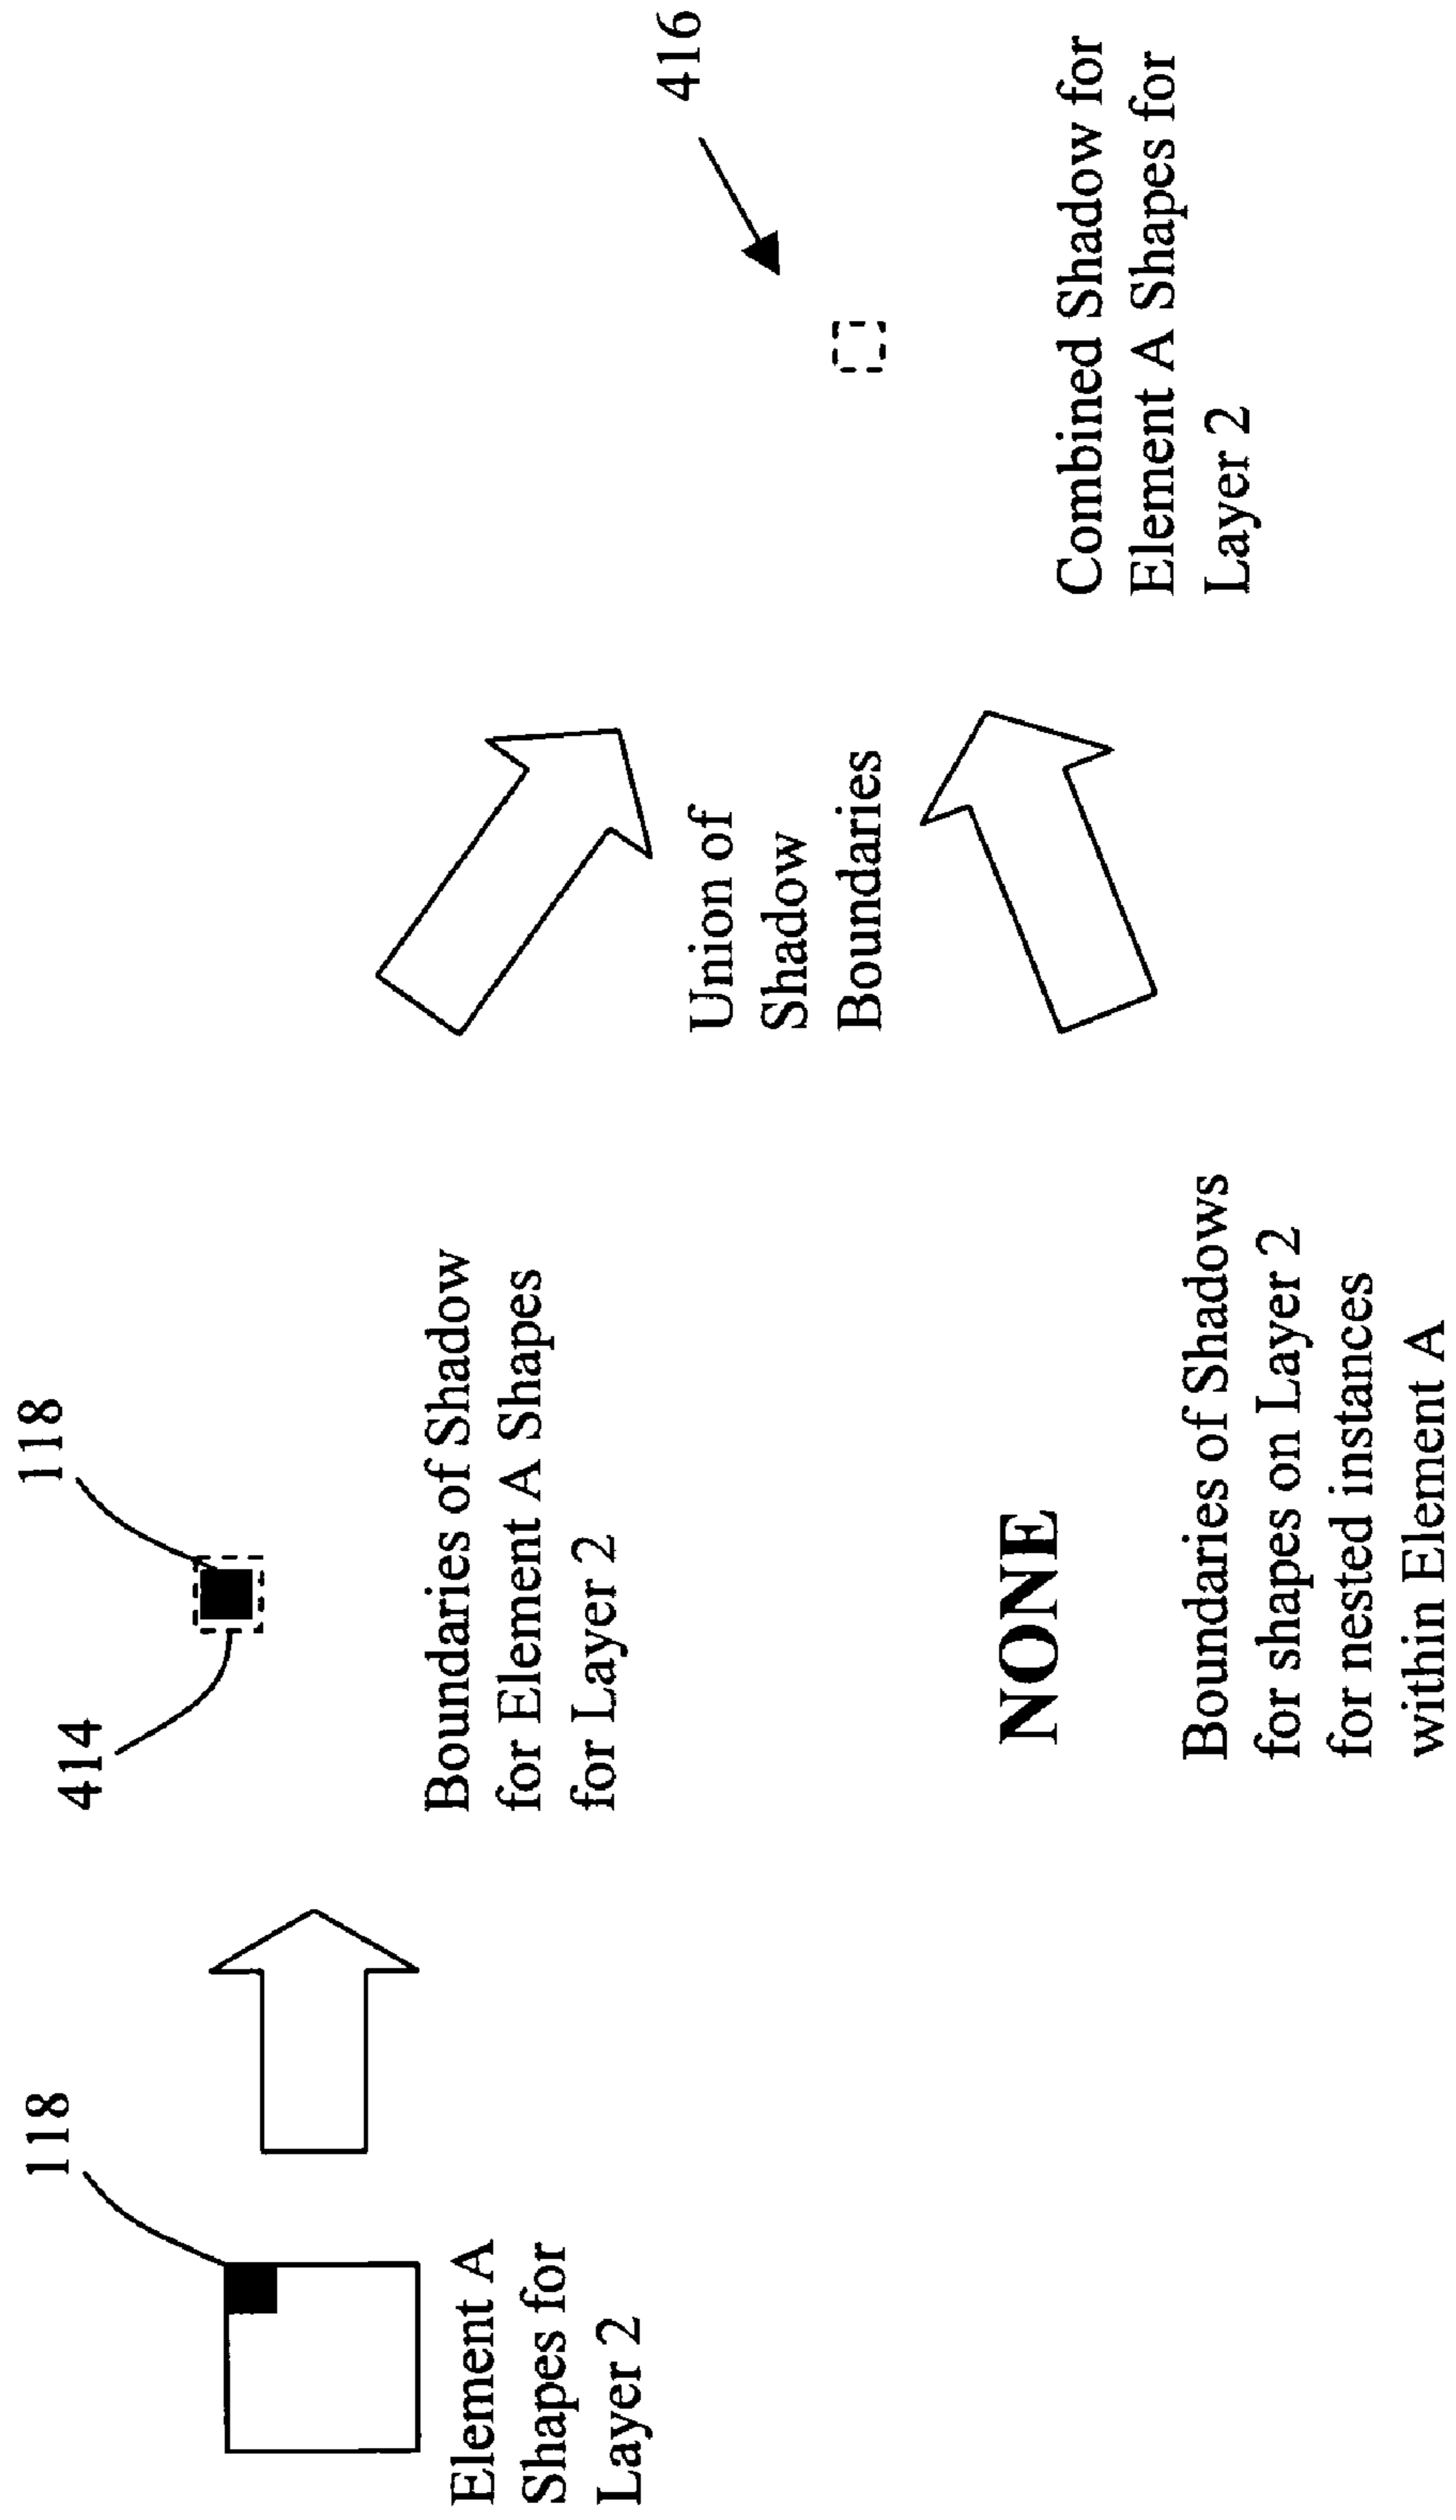 118
Element A
Shapes for
Layer 2
414
118
Boundaries of Shadow
for Element A Shapes
for Layer 2
NONE
Boundaries of Shadows
for shapes on Layer 2
for nested instances
within Element A
Union of
Shadow
Boundaries
416
Combined Shadow for
Element A Shapes for
Layer 2